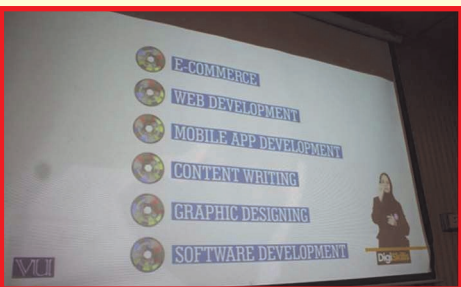 E-COMMERCE
WEB DEVELOPMENT
MOBILE APP DEVELOPMENT
CONTENT WRITING
GRAPHIC DESIGNING
SOFTWARE DEVELOPMENT
VU
DigiSkills